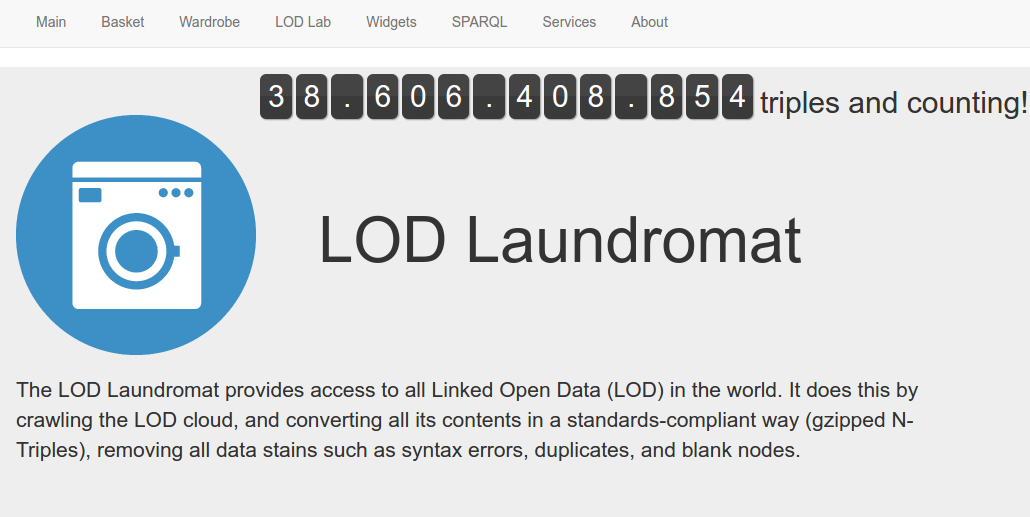 Main Basket Wardrobe LOD Lab Widgets SPARQL Services About
38.606.408.854 triples and counting!
LOD Laundromat
The LOD Laundromat provides access to all Linked Open Data (LOD) in the world. It does this by
crawling the LOD cloud, and converting all its contents in a standards-compliant way (gzipped N-
Triples), removing all data stains such as syntax errors, duplicates, and blank nodes.